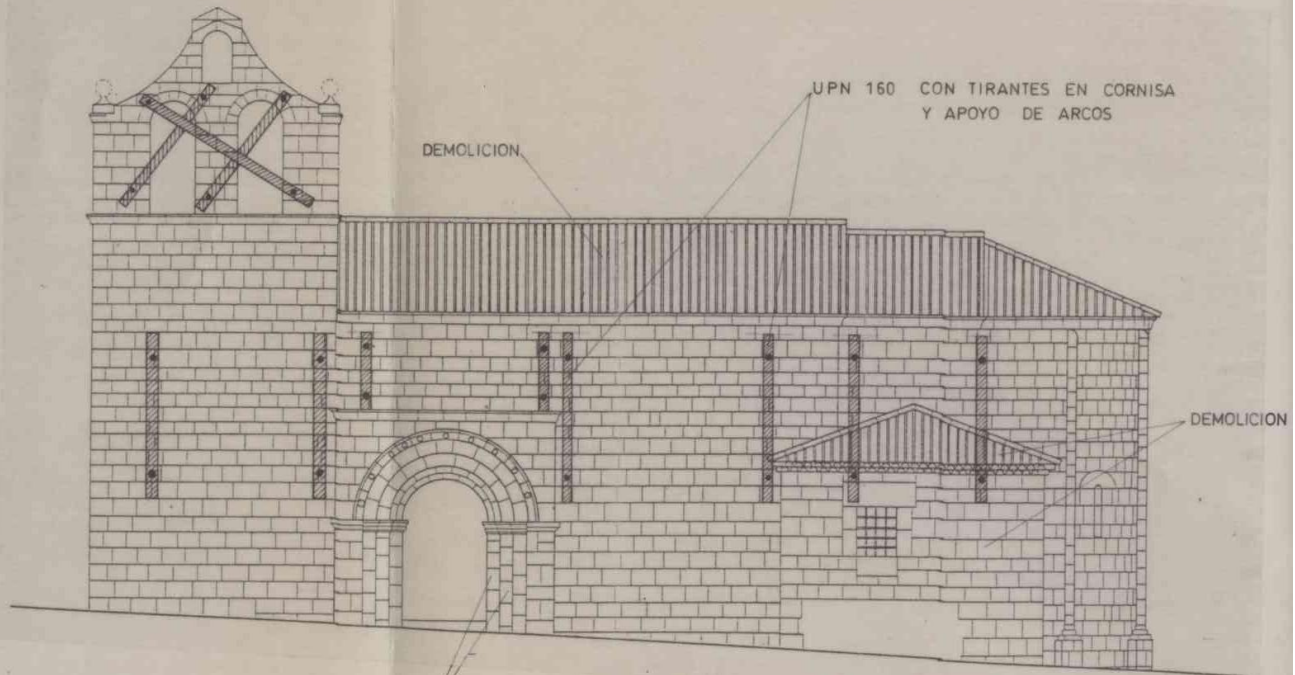 UPN 160 CON TIRANTES EN CORNISA
Y APOYO DE ARCOS
DEMOLICION
DEMOLICION